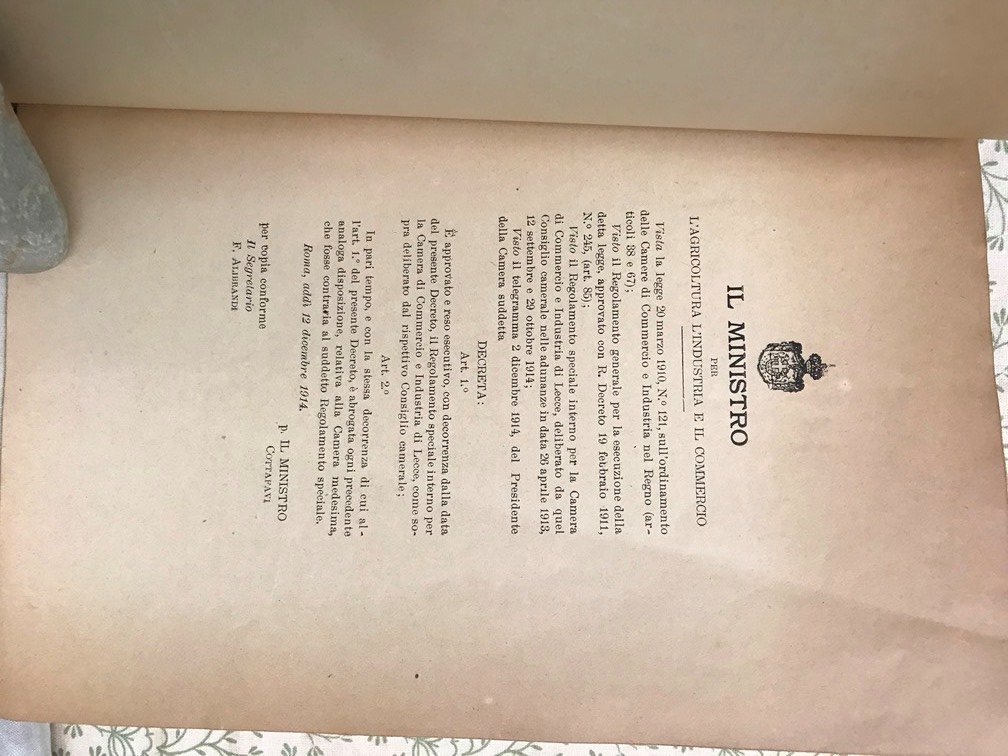 IL MINISTRO
PER
L'AGRICOLTURA L'INDUSTRIA E IL COMMERCIO
Vista la legge 20 marzo 1910, N.º 121, sull'ordinamento
delle Camere di Commercio e Industria nel Regno (ar-
ticoli 38 e 67);
Visto il Regolamento generale per la esecuzione della
detta legge, approvato con R. Decreto 19 febbraio 1911,
N.º 245, (art. 85);
Visto il Regolamento speciale interno per la Camera
di Commercio e Industria di Lecce, deliberato da quel
Consiglio camerale nelle adunanze in data 26 aprile 1913,
12 settembre e 29 ottobre 1914;
Visto il telegramma 2 dicembre 1914, del Presidente
della Camera suddetta
DECRETA:
Art. 1.º
È approvato e reso esecutivo, con decorrenza dalla data
del presente Decreto, il Regolamento speciale interno per
la Camera di Commercio e Industria di Lecce, come so-
pra deliberato dal rispettivo Consiglio camerale;
Art. 2.º
In pari tempo, e con la stessa decorrenza di cui al-
l'art. 1.º del presente Decreto, è abrogata ogni precedente
analoga disposizione, relativa alla Camera medesima,
che fosse contraria al suddetto Regolamento speciale.
Roma, addì 12 dicembre 1914.
p. IL MINISTRO
COTTAFAVI
per copia conforme
Il Segretario
F. ALIBRANDI